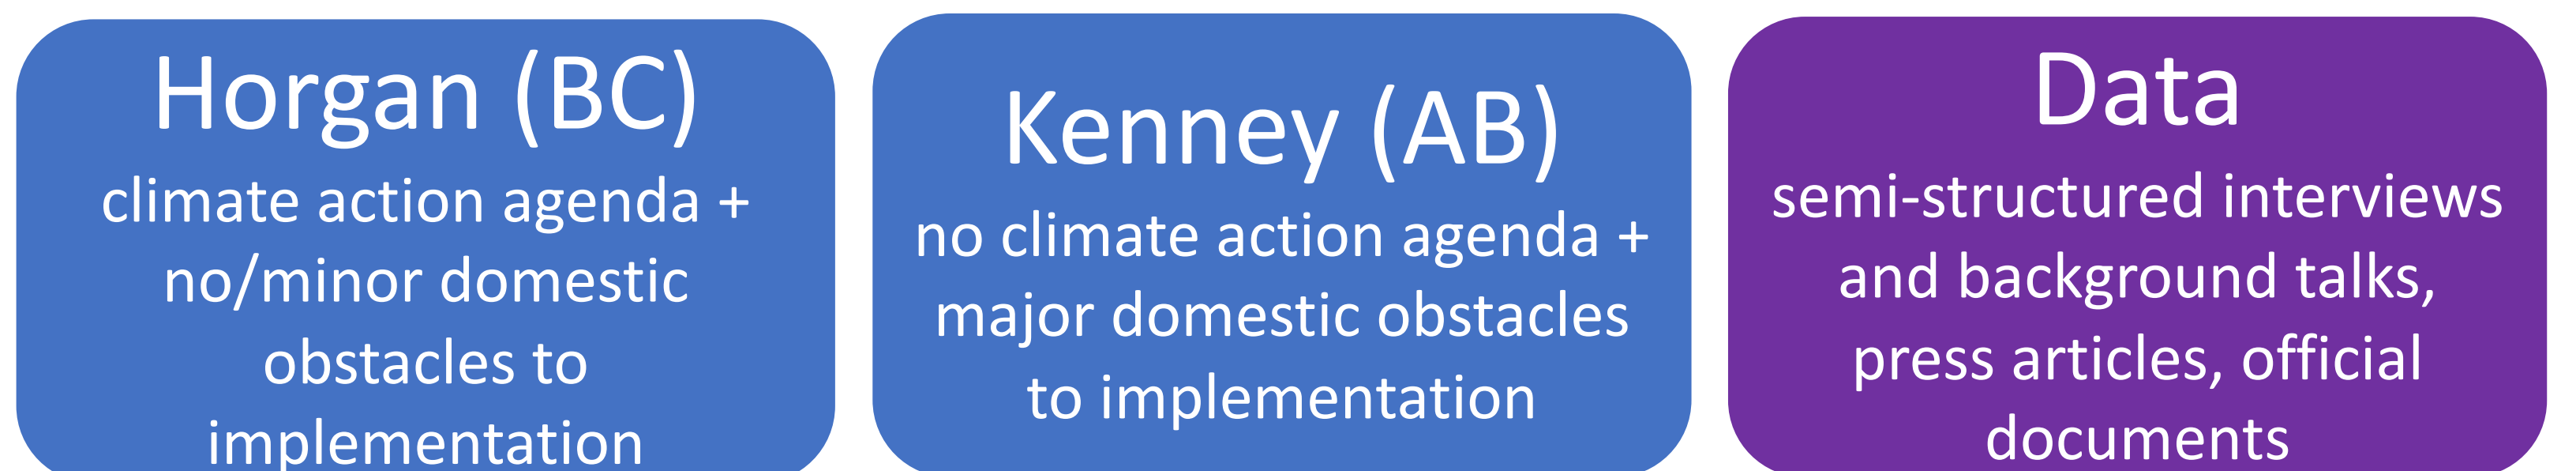 Horgan (BC)
climate action agenda +
no/minor domestic
obstacles to
implementation
Kenney (AB)
no climate action agenda +
major domestic obstacles
to implementation
Data
semi-structured interviews
and background talks,
press articles, official
documents